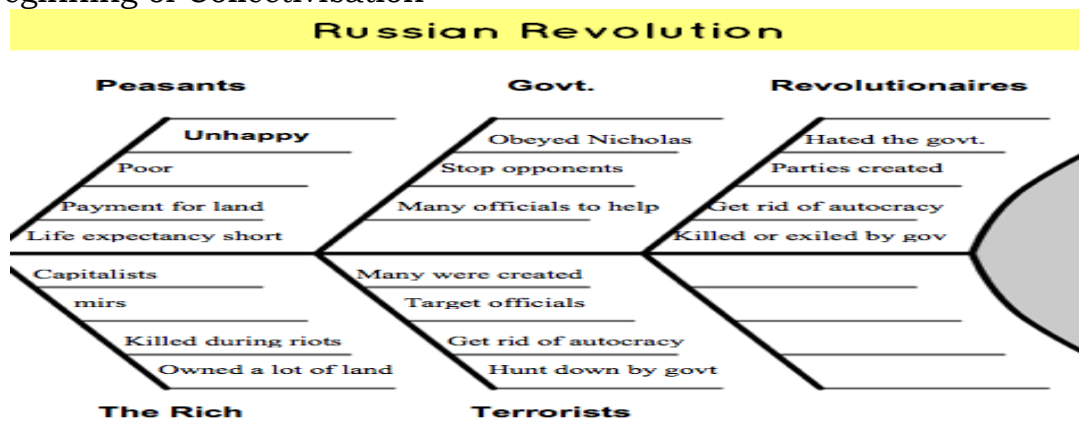 eginning of Collectivisation
Russian Revolution
Peasants
Govt.
Revolutionaires
Unhappy
Poor
Payment for land
Life expectancy short
Obeyed Nicholas
Stop opponents
Many officials to help
Hated the govt.
Parties created
Get rid of autocracy
Killed or exiled by gov
Capitalists
mirs
Killed during riots
Owned a lot of land
Many were created
Target officials
Get rid of autocracy
Hunt down by govt
The Rich
Terrorists